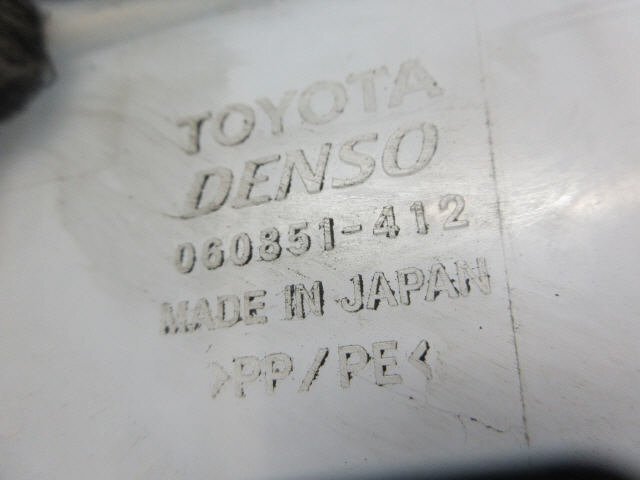 TOYOTA
DENSO
060851-412
MADE IN JAPAN
>PP/PE<